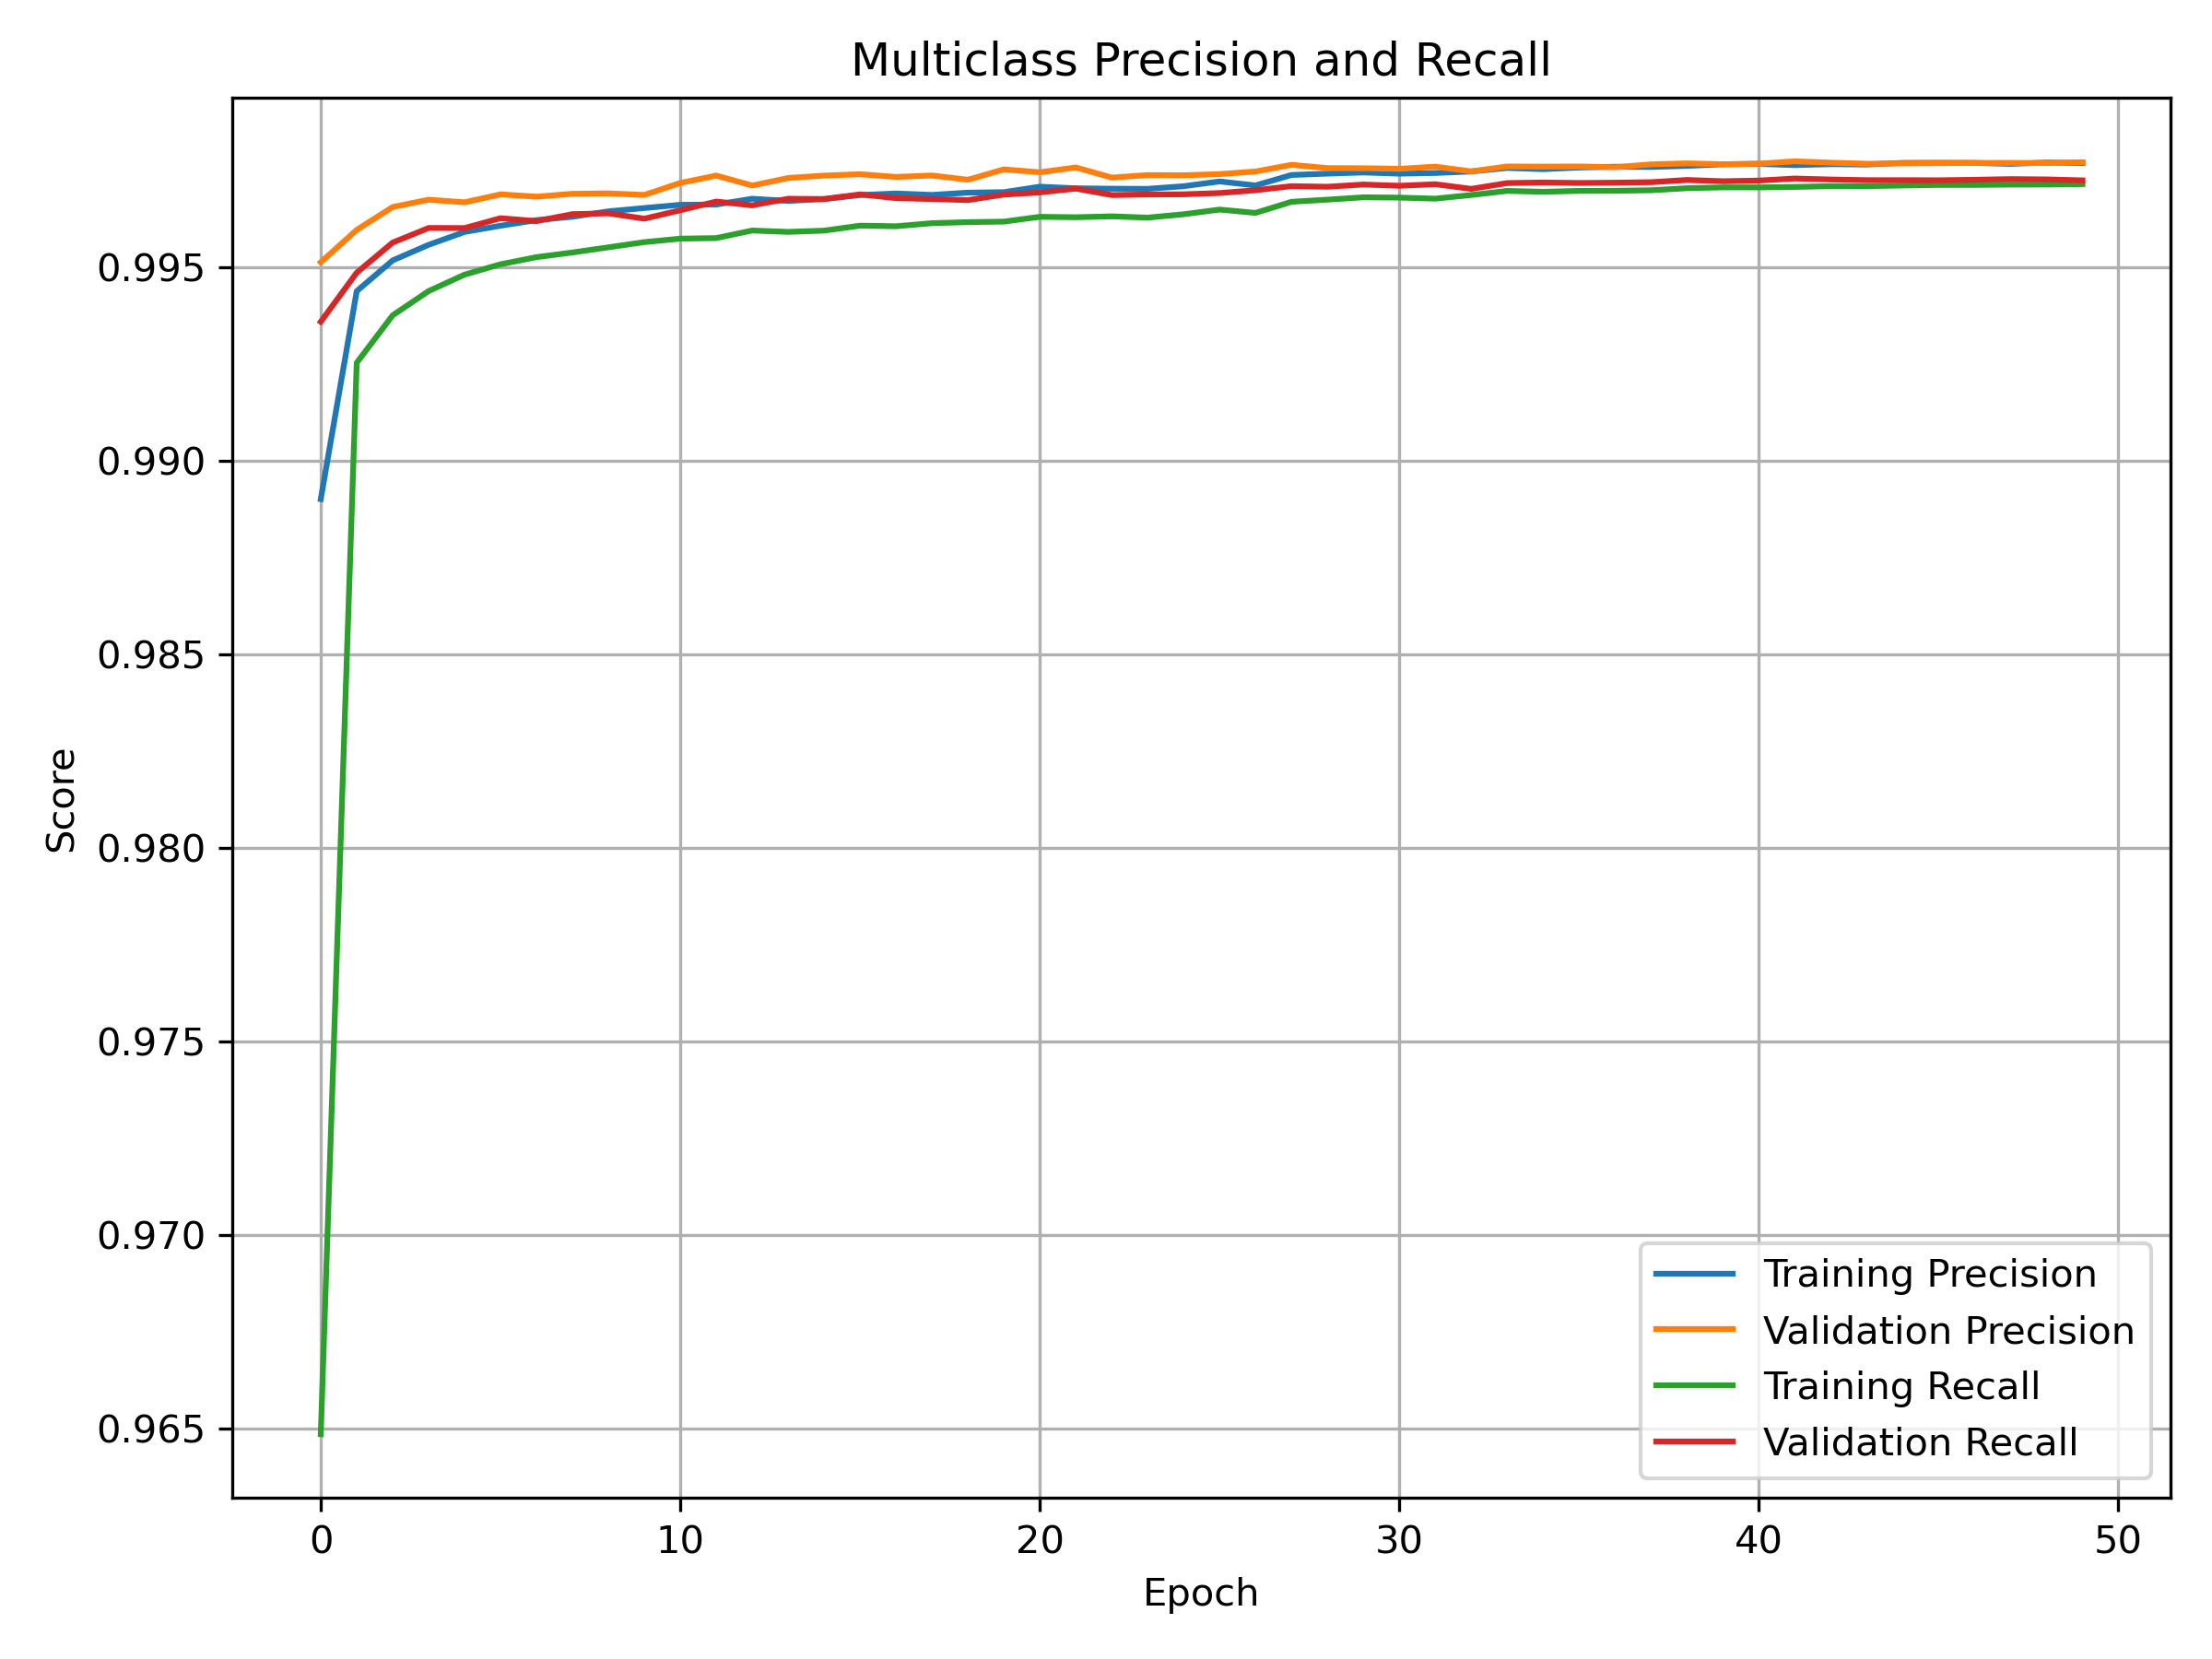 Multiclass Precision and Recall
0.995
0.990
0.985
0.980
0.975
0.970
0.965
Score
0
10
20
30
40
50
Epoch
Training Precision
Validation Precision
Training Recall
Validation Recall